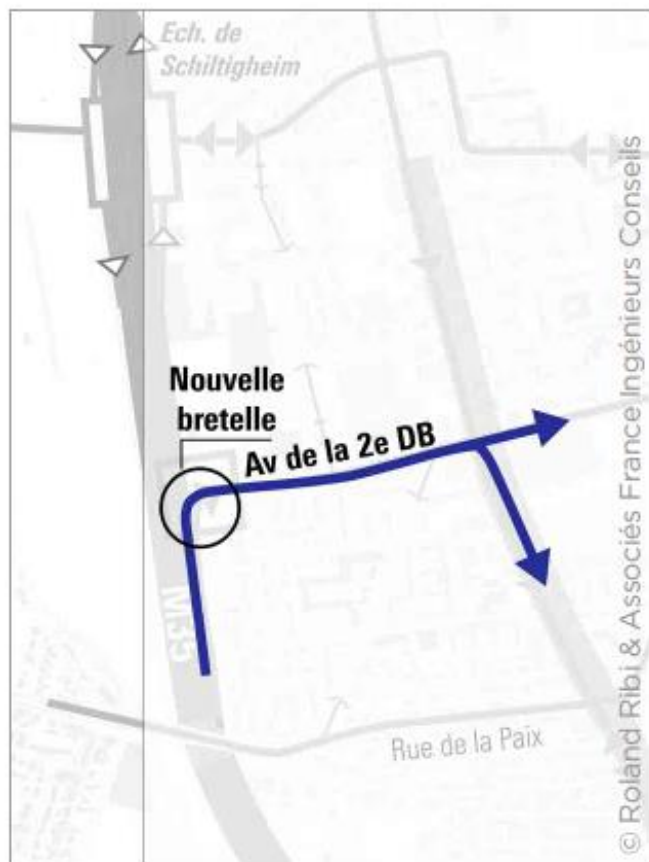 Ech. de
Schiltigheim
Nouvelle
bretelle
Av de la 2e DB
M35
Rue de la Paix
© Roland Ribi & Associés France Ingénieurs Conseils